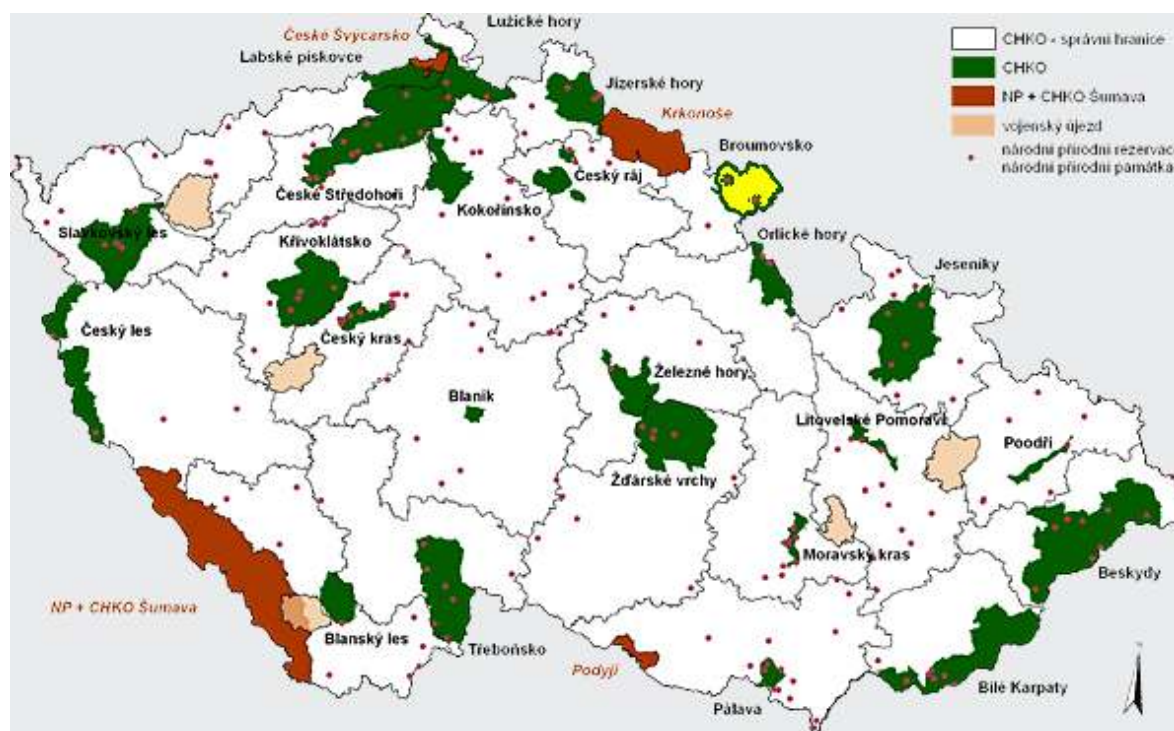 Lužické hory
České Švýcarsko
Labské pískovce
Jizerské hory
Krkonoše
Broumovsko
CHKO - správní hranice
CHKO
NP + CHKO Šumava
vojenský újezd
národní přírodní rezervac
národní přírodní památka
České Středohoří
Kokořínsko
Český ráj
Slavkovský les
Křivoklátsko
Orlické hory
Jeseníky
Český les
Český kras
Blaník
Železné hory
Litovelské Pomoraví
Poodří
Žďárské vrchy
Moravský kras
Beskydy
NP + CHKO Šumava
Blanský les
Třeboňsko
Podyjí
Pálava
Bílé Karpaty